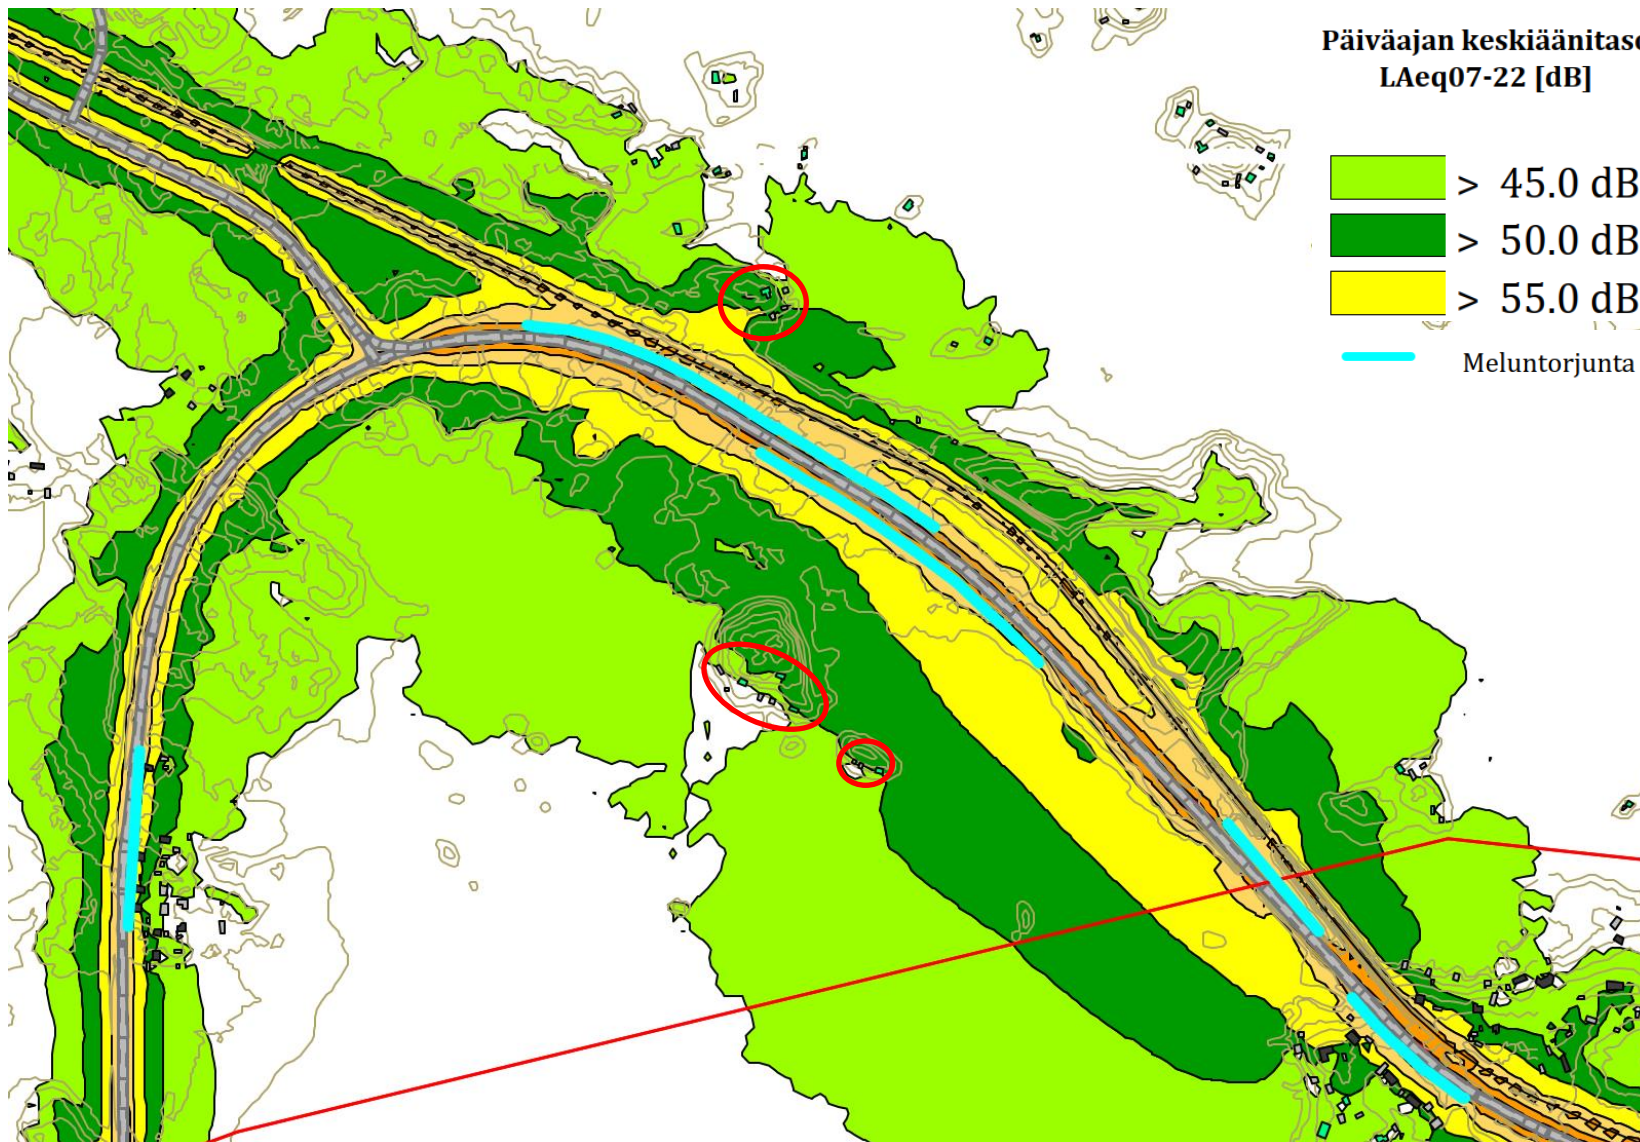 Päiväajan keskiäänitaso
LAeq07-22 [dB]
> 45.0 dB
> 50.0 dB
> 55.0 dB
Meluntorjunta